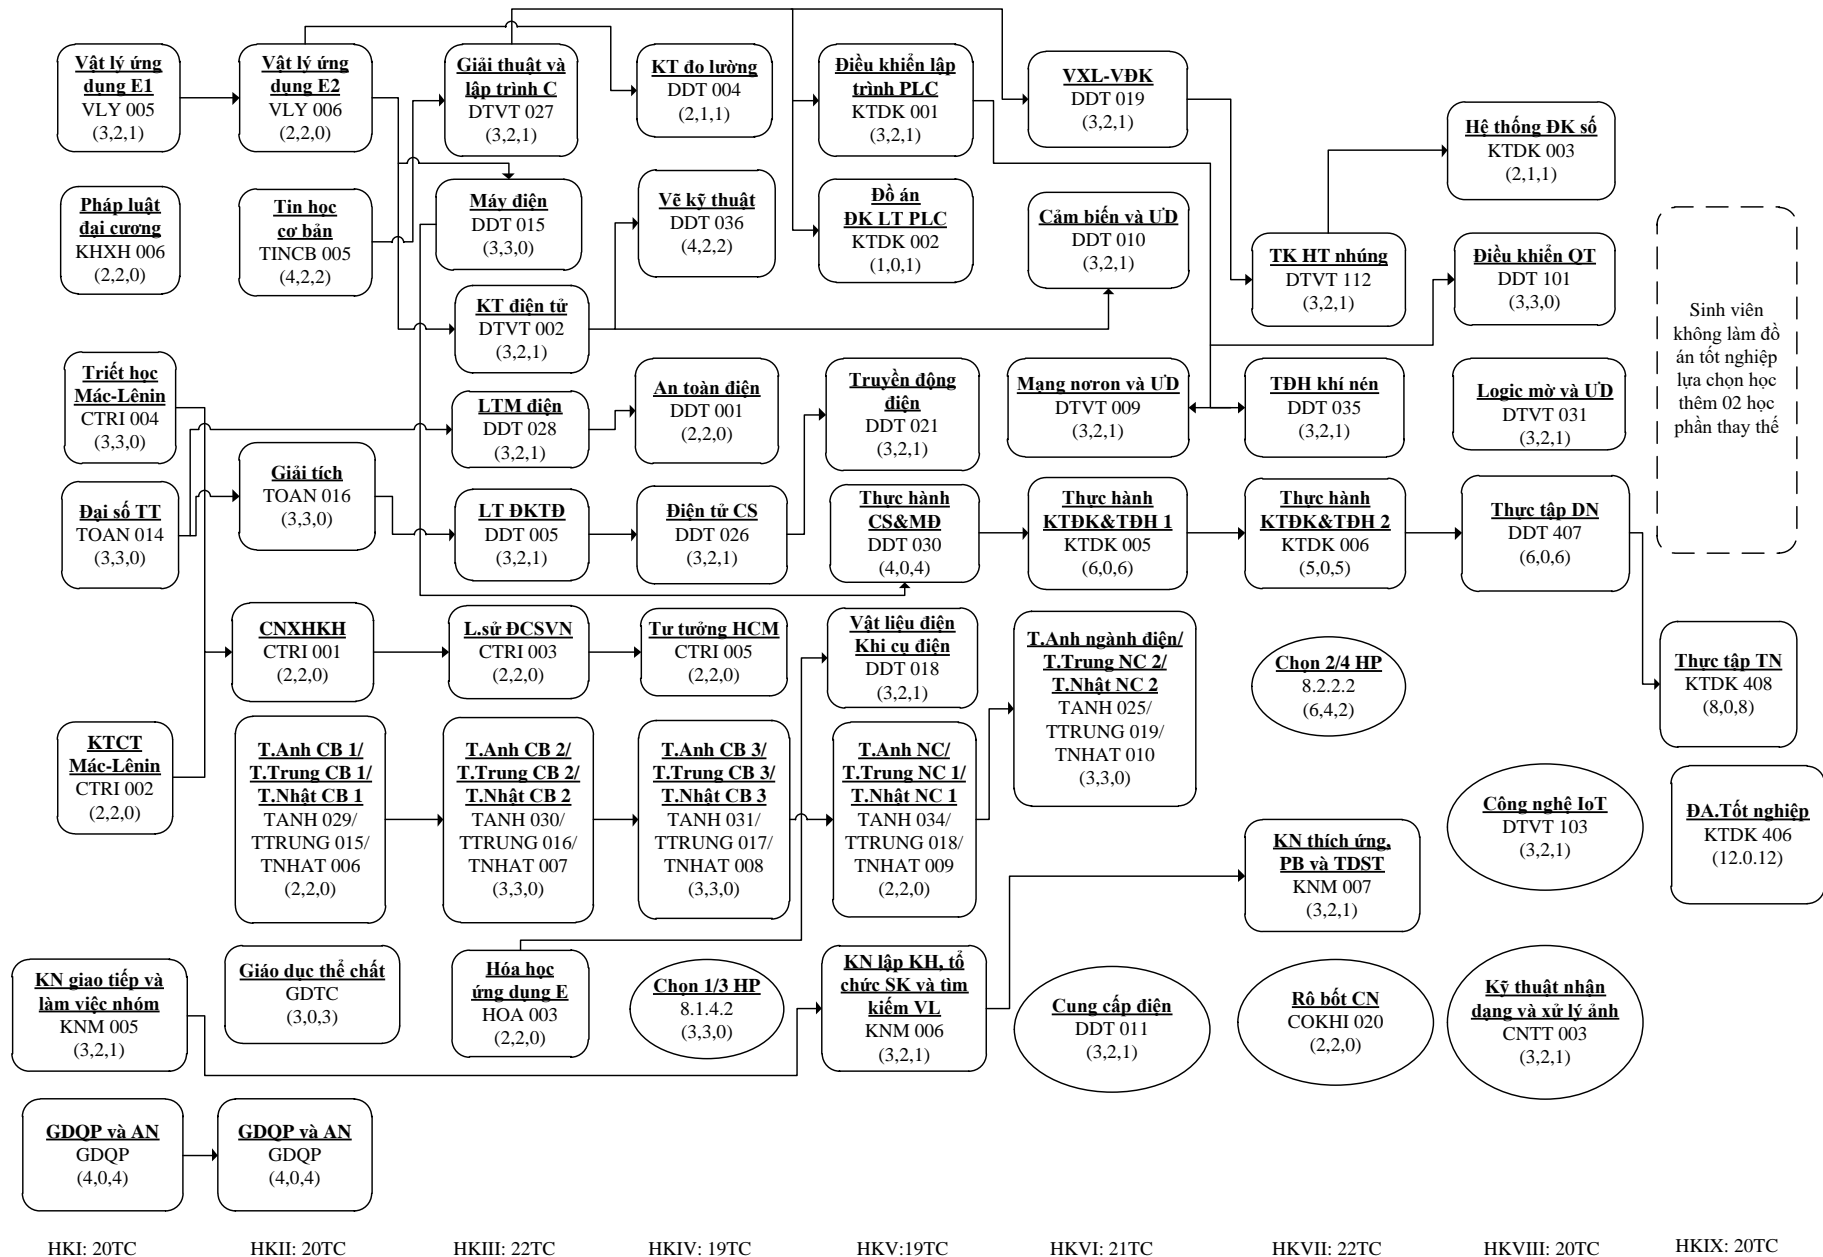 Vật lý ứng
dụng E1
VLY 005
(3,2,1)
Pháp luật
đại cương
KHXH 006
(2,2,0)
Triết học
Mác-Lênin
CTRI 004
(3,3,0)
Đại số TT
TOAN 014
(3,3,0)
KTCT
Mác-Lênin
CTRI 002
(2,2,0)
KN giao tiếp và
làm việc nhóm
KNM 005
(3,2,1)
GDQP và AN
GDQP
(4,0,4)
HKI: 20TC
Vật lý ứng
dụng E2
VLY 006
(2,2,0)
Tin học
cơ bản
TINCB 005
(4,2,2)
Giải tích
TOAN 016
(3,3,0)
CNXHKH
CTRI 001
(2,2,0)
T.Anh CB 1/
T.Trung CB 1/
T.Nhật CB 1
TANH 029/
TTRUNG 015/
TNHAT 006
(2,2,0)
Giáo dục thể chất
GDTC
(3,0,3)
GDQP và AN
GDQP
(4,0,4)
HKII: 20TC
Giải thuật và
lập trình C
DTVT 027
(3,2,1)
Máy điện
DDT 015
(3,3,0)
KT điện tử
DTVT 002
(3,2,1)
LTM điện
DDT 028
(3,2,1)
LT ĐKTĐ
DDT 005
(3,2,1)
L.sử ĐCSVN
CTRI 003
(2,2,0)
T.Anh CB 2/
T.Trung CB 2/
T.Nhật CB 2
TANH 030/
TTRUNG 016/
TNHAT 007
(3,3,0)
Hóa học
ứng dụng E
HOA 003
(2,2,0)
HKIII: 22TC
KT đo lường
DDT 004
(2,1,1)
Vẽ kỹ thuật
DDT 036
(4,2,2)
An toàn điện
DDT 001
(2,2,0)
Điện tử CS
DDT 026
(3,2,1)
Tư tưởng HCM
CTRI 005
(2,2,0)
T.Anh CB 3/
T.Trung CB 3/
T.Nhật CB 3
TANH 031/
TTRUNG 017/
TNHAT 008
(3,3,0)
Chọn 1/3 HP
8.1.4.2
(3,3,0)
HKIV: 19TC
Điều khiển lập
trình PLC
KTDK 001
(3,2,1)
Đồ án
ĐK LT PLC
KTDK 002
(1,0,1)
Truyền động
điện
DDT 021
(3,2,1)
Thực hành
CS&MĐ
DDT 030
(4,0,4)
Vật liệu điện
Khi cụ điện
DDT 018
(3,2,1)
T.Anh NC/
T.Trung NC 1/
T.Nhật NC 1
TANH 034/
TTRUNG 018/
TNHAT 009
(2,2,0)
KN lập KH, tổ
chức SK và tìm
kiếm VL
KNM 006
(3,2,1)
HKV:19TC
VXL-VĐK
DDT 019
(3,2,1)
Cảm biến và ƯD
DDT 010
(3,2,1)
Mạng nơron và ƯD
DTVT 009
(3,2,1)
Thực hành
KTĐK&TĐH 1
KTDK 005
(6,0,6)
T.Anh ngành điện/
T.Trung NC 2/
T.Nhật NC 2
TANH 025/
TTRUNG 019/
TNHAT 010
(3,3,0)
Cung cấp điện
DDT 011
(3,2,1)
HKVI: 21TC
TK HT nhúng
DTVT 112
(3,2,1)
TĐH khí nén
DDT 035
(3,2,1)
Thực hành
KTĐK&TĐH 2
KTDK 006
(5,0,5)
Chọn 2/4 HP
8.2.2.2
(6,4,2)
KN thích ứng,
PB và TDST
KNM 007
(3,2,1)
Rô bốt CN
COKHI 020
(2,2,0)
HKVII: 22TC
Hệ thống ĐK số
KTDK 003
(2,1,1)
Điều khiển QT
DDT 101
(3,3,0)
Logic mờ và ƯD
DTVT 031
(3,2,1)
Thực tập DN
DDT 407
(6,0,6)
Công nghệ IoT
DTVT 103
(3,2,1)
Kỹ thuật nhận
dạng và xử lý ảnh
CNTT 003
(3,2,1)
HKVIII: 20TC
Sinh viên
không làm đồ
án tốt nghiệp
lựa chọn học
thêm 02 học
phần thay thế
Thực tập TN
KTDK 408
(8,0,8)
ĐA.Tốt nghiệp
KTDK 406
(12.0.12)
HKIX: 20TC